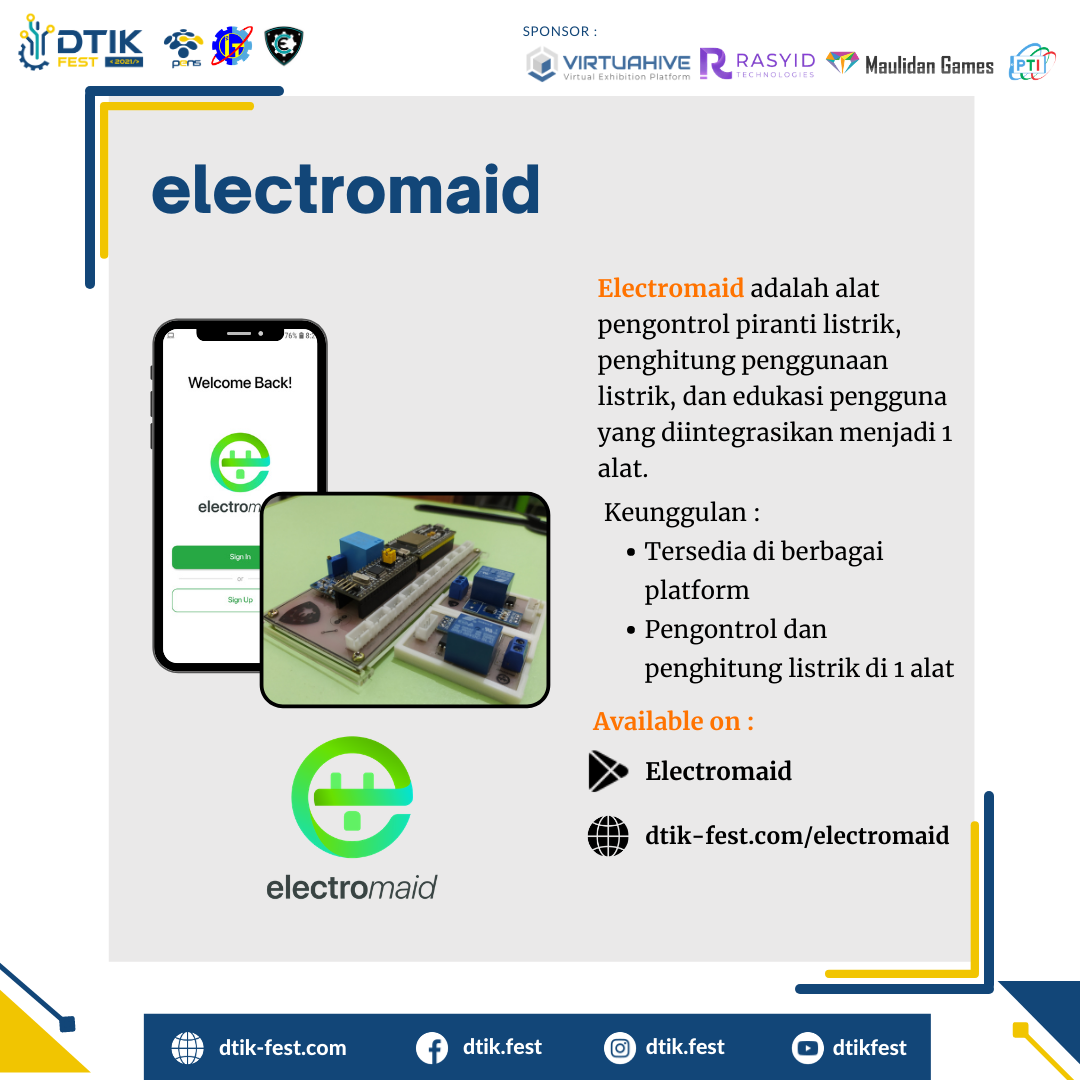 DTIK
FEST <2021/>
pens
SPONSOR :
VIRTUAHIVE
Virtual Exhibition Platform
RASYID
TECHNOLOGIES
Maulidan Games
PTI
electromaid
Electromaid adalah alat
pengontrol piranti listrik,
penghitung penggunaan
listrik, dan edukasi pengguna
yang diintegrasikan menjadi 1
alat.
Keunggulan :
• Tersedia di berbagai
platform
• Pengontrol dan
penghitung listrik di 1 alat
Available on :
Electromaid
dtik-fest.com/electromaid
76%
Welcome Back!
Sign In
or
Sign Up
electromaid
dtik-fest.com
dtik.fest
dtik.fest
dtikfest